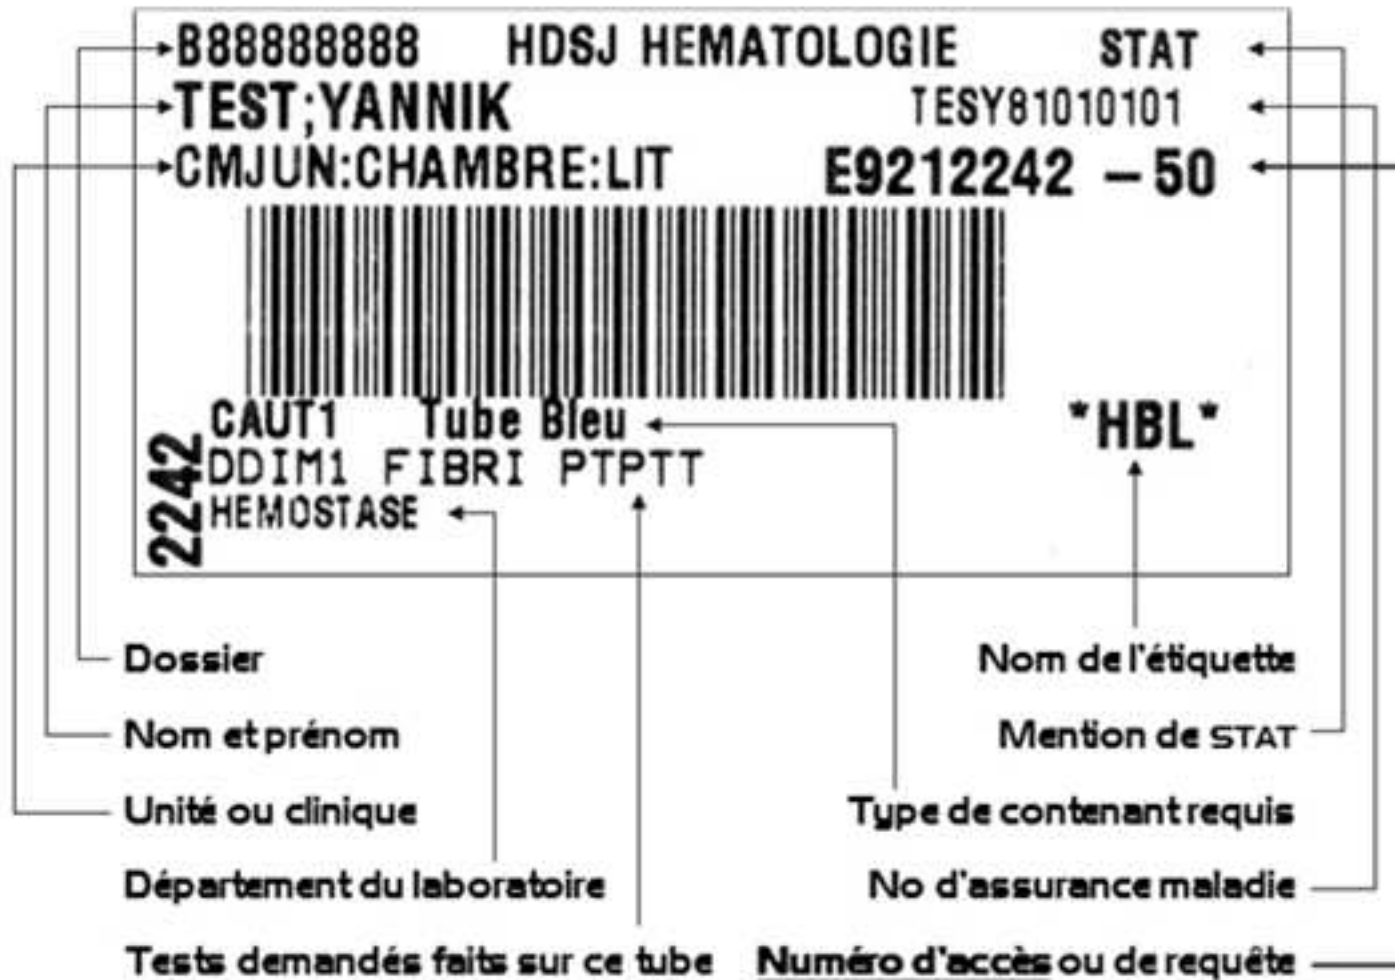 B88888888 HDSJ HEMATOLOGIE STAT
TEST;YANNIK TESY81010101
CMJUN:CHAMBRE:LIT E9212242 – 50
CAUT1 Tube Bleu *HBL*
DDIM1 FIBRI PTPTT
HEMOSTASE
2242
Dossier Nom de l'étiquette
Nom et prénom Mention de STAT
Unité ou clinique Type de contenant requis
Département du laboratoire No d'assurance maladie
Tests demandés faits sur ce tube Numéro d'accès ou de requête